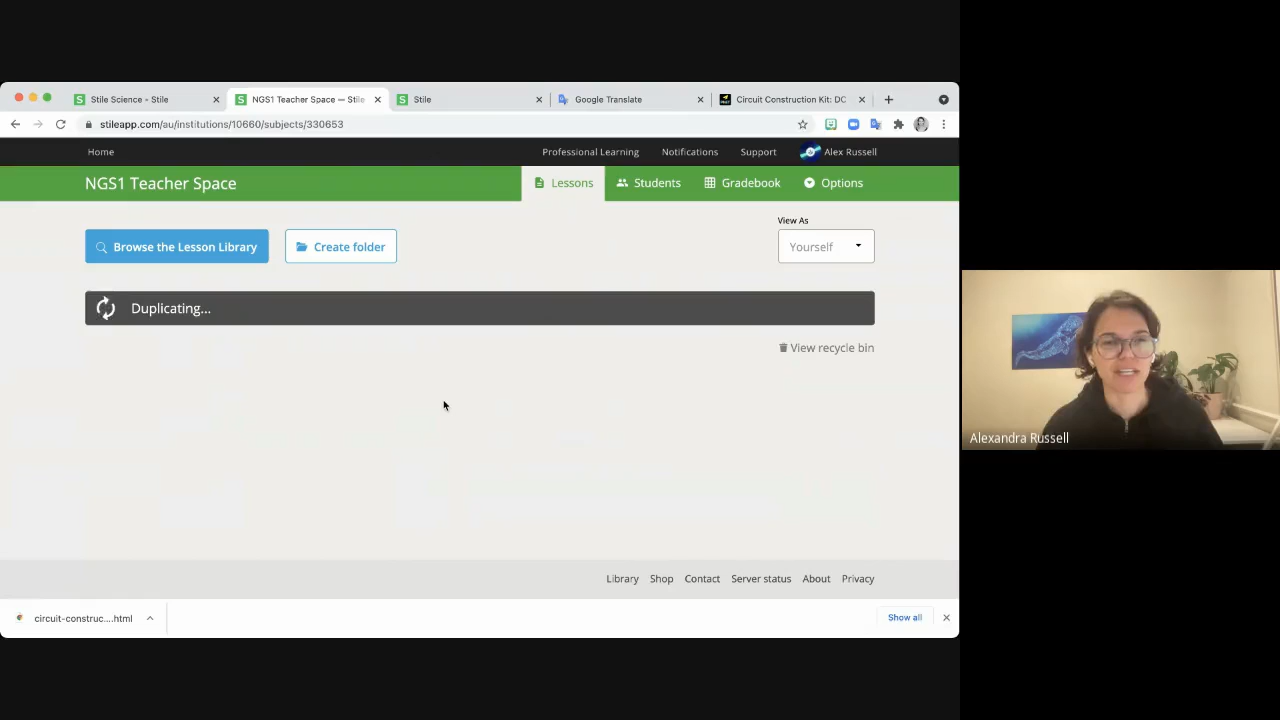 Stile Science - Stile
NGS1 Teacher Space — Stile
Stile
Google Translate
Circuit Construction Kit: DC
stileapp.com/au/institutions/10660/subjects/330653
Home
Professional Learning
Notifications
Support
Alex Russell
NGS1 Teacher Space
Lessons
Students
Gradebook
Options
View As
Browse the Lesson Library
Create folder
Yourself
Duplicating...
View recycle bin
Alexandra Russell
Library
Shop
Contact
Server status
About
Privacy
circuit-construc....html
Show all